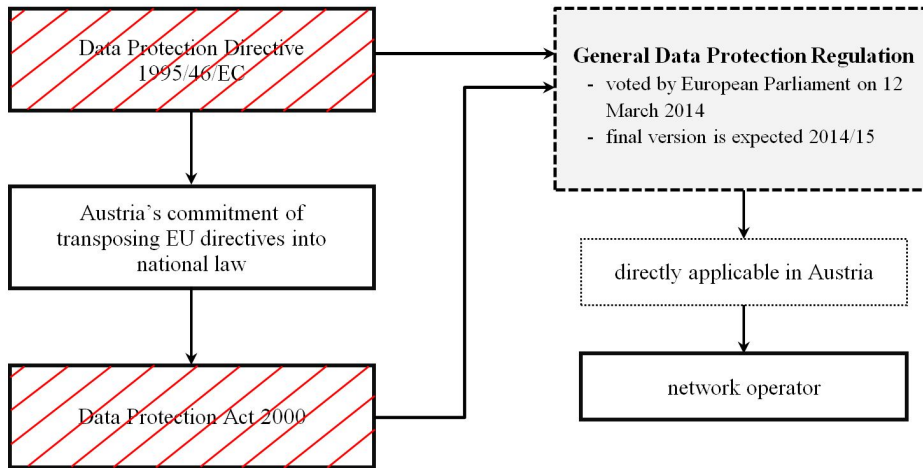 Data Protection Directive
1995/46/EC
Austria’s commitment of
transposing EU directives into
national law
Data Protection Act 2000
General Data Protection Regulation
- voted by European Parliament on 12
March 2014
- final version is expected 2014/15
directly applicable in Austria
network operator